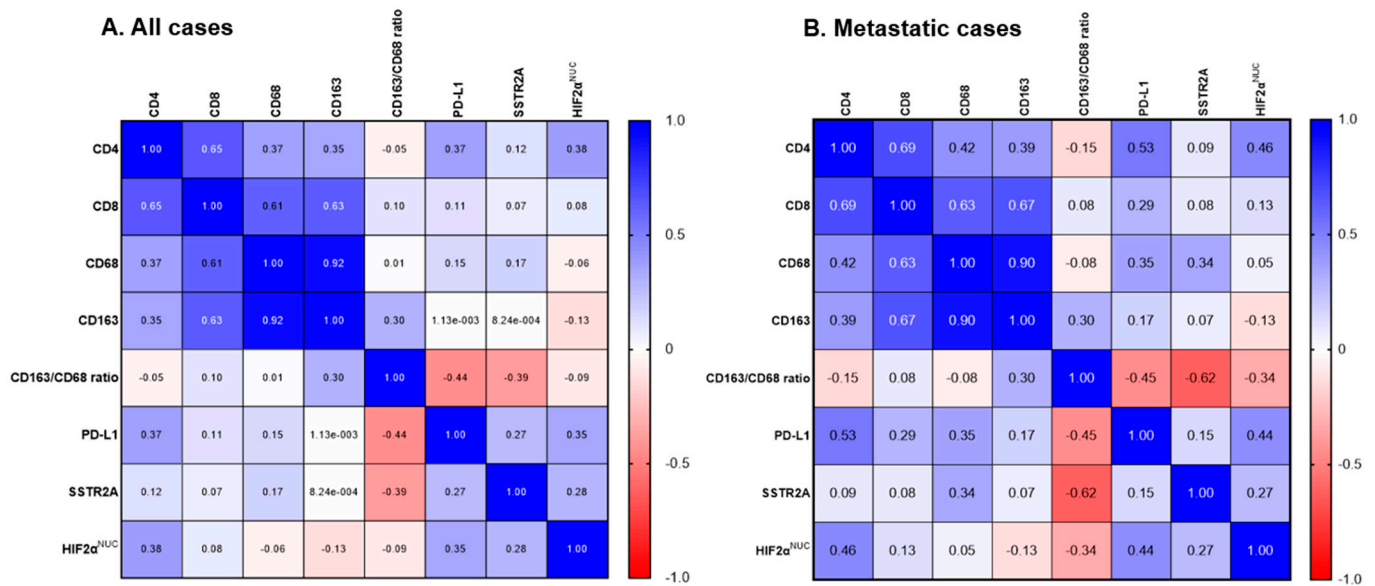 A. All cases
CD4 CD8 CD68 CD163 CD163/CD68 ratio PD-L1 SSTR2A HIF2α^NUC
CD4 1.00 0.65 0.37 0.35 -0.05 0.37 0.12 0.38
CD8 0.65 1.00 0.61 0.63 0.10 0.11 0.07 0.08
CD68 0.37 0.61 1.00 0.92 0.01 0.15 0.17 -0.06
CD163 0.35 0.63 0.92 1.00 0.30 1.13e-003 8.24e-004 -0.13
CD163/CD68 ratio -0.05 0.10 0.01 0.30 1.00 -0.44 -0.39 -0.09
PD-L1 0.37 0.11 0.15 1.13e-003 -0.44 1.00 0.27 0.35
SSTR2A 0.12 0.07 0.17 8.24e-004 -0.39 0.27 1.00 0.28
HIF2α^NUC 0.38 0.08 -0.06 -0.13 -0.09 0.35 0.28 1.00
1.0
0.5
0
-0.5
-1.0
B. Metastatic cases
CD4 CD8 CD68 CD163 CD163/CD68 ratio PD-L1 SSTR2A HIF2α^NUC
CD4 1.00 0.69 0.42 0.39 -0.15 0.53 0.09 0.46
CD8 0.69 1.00 0.63 0.67 0.08 0.29 0.08 0.13
CD68 0.42 0.63 1.00 0.90 -0.08 0.35 0.34 0.05
CD163 0.39 0.67 0.90 1.00 0.30 0.17 0.07 -0.13
CD163/CD68 ratio -0.15 0.08 -0.08 0.30 1.00 -0.45 -0.62 -0.34
PD-L1 0.53 0.29 0.35 0.17 -0.45 1.00 0.15 0.44
SSTR2A 0.09 0.08 0.34 0.07 -0.62 0.15 1.00 0.27
HIF2α^NUC 0.46 0.13 0.05 -0.13 -0.34 0.44 0.27 1.00
1.0
0.5
0
-0.5
-1.0